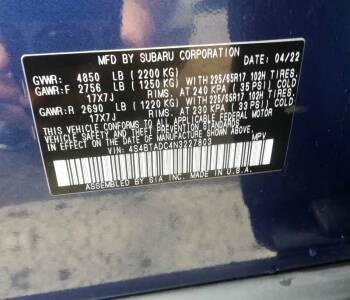 MFD BY SUBARU CORPORATION DATE 04/22
GVWR: 4850 LB (2200 KG)
GAWR:F 2756 LB (1250 KG) WITH 225/65R17 102H TIRES,
17X7J RIMS, AT 240 KPA (35 PSI) COLD
GAWR:R 2690 LB (1220 KG) WITH 225/65R17 102H TIRES,
17X7J RIMS, AT 230 KPA (33 PSI) COLD
THIS VEHICLE CONFORMS TO ALL APPLICABLE
FEDERAL MOTOR VEHICLE SAFETY AND
THEFT PREVENTION STANDARDS IN EFFECT
ON THE DATE OF MANUFACTURE SHOWN ABOVE.
VIN: 4S4BTADC4N3227803 MPV
ASSEMBLED BY SIA INC. MADE IN U.S.A.